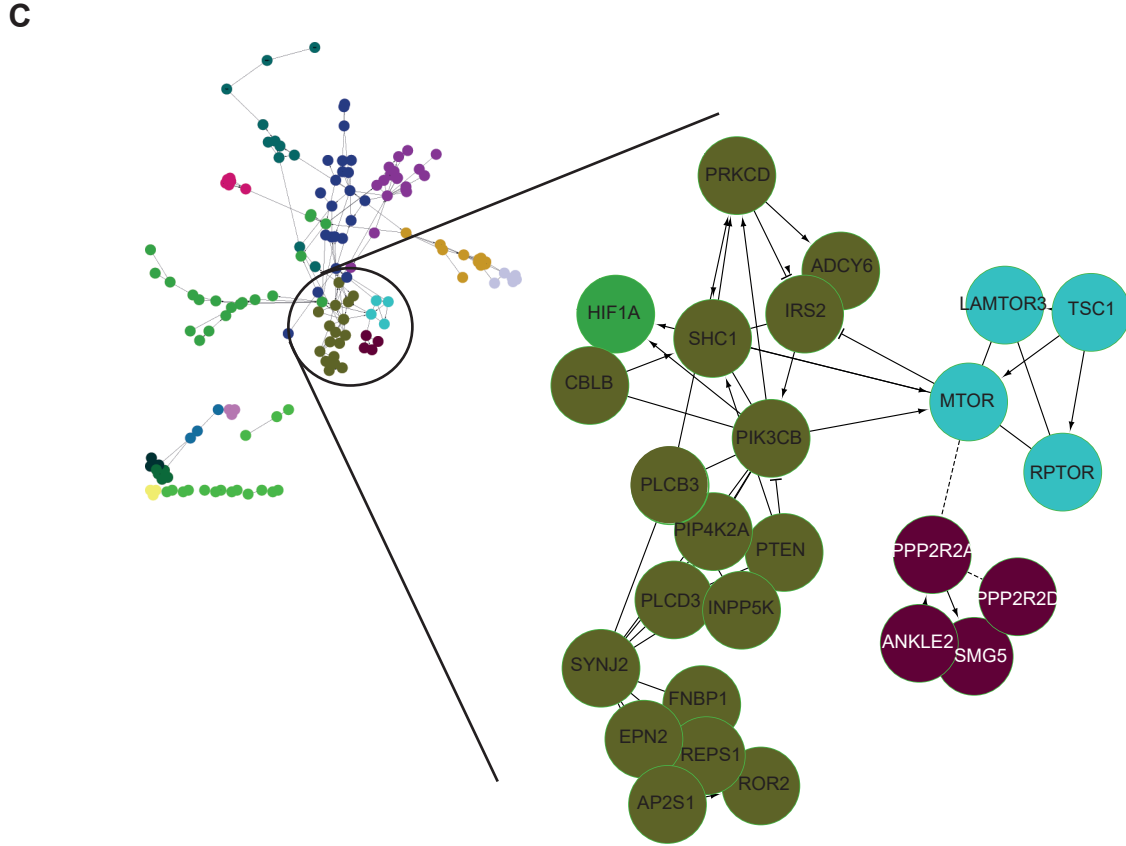 C
PRKCD
ADCY6
LAMTOR3
TSC1
HIF1A
IRS2
SHC1
CBLB
MTOR
PIK3CB
RPTOR
PLCB3
PIP4K2A
PTEN
PPP2R2A
PLCD3
INPP5K
PPP2R2D
ANKLE2
SMG5
SYNJ2
FNBP1
EPN2
REPS1
ROR2
AP2S1